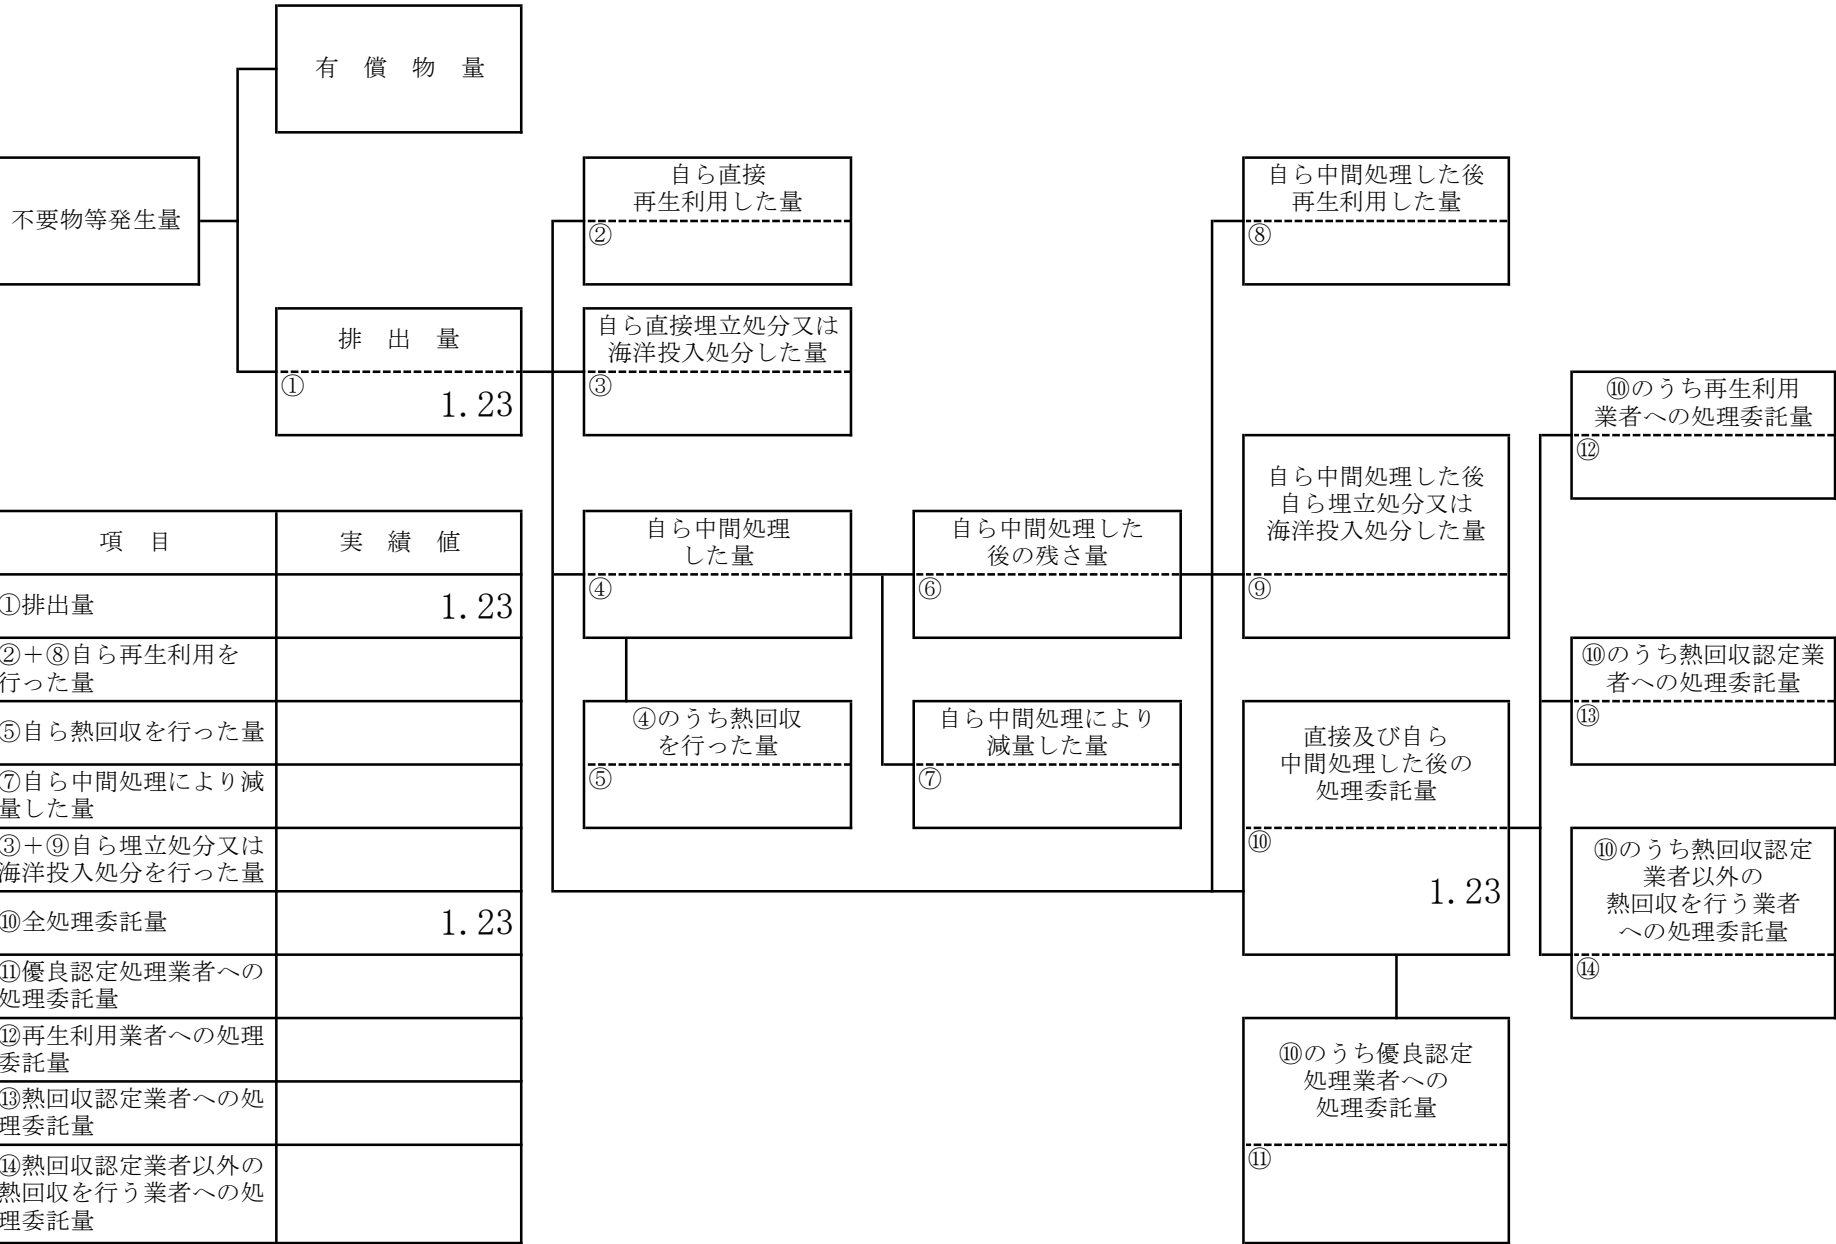 有 償 物 量
不要物等発生量
排 出 量
①
1.23
自ら直接
再生利用した量
②
自ら直接埋立処分又は
海洋投入処分した量
③
自ら中間処理
した量
④
④のうち熱回収
を行った量
⑤
自ら中間処理した
後の残さ量
⑥
自ら中間処理により
減量した量
⑦
自ら中間処理した後
再生利用した量
⑧
自ら中間処理した後
自ら埋立処分又は
海洋投入処分した量
⑨
直接及び自ら
中間処理した後の
処理委託量
⑩
1.23
⑩のうち優良認定
処理業者への
処理委託量
⑪
⑩のうち再生利用
業者への処理委託量
⑫
⑩のうち熱回収認定業
者への処理委託量
⑬
⑩のうち熱回収認定
業者以外の
熱回収を行う業者
への処理委託量
⑭
項 目
実 績 値
①排出量
1.23
②+⑧自ら再生利用を
行った量
⑤自ら熱回収を行った量
⑦自ら中間処理により減
量した量
③+⑨自ら埋立処分又は
海洋投入処分を行った量
⑩全処理委託量
1.23
⑪優良認定処理業者への
処理委託量
⑫再生利用業者への処理
委託量
⑬熱回収認定業者への処
理委託量
⑭熱回収認定業者以外の
熱回収を行う業者への処
理委託量